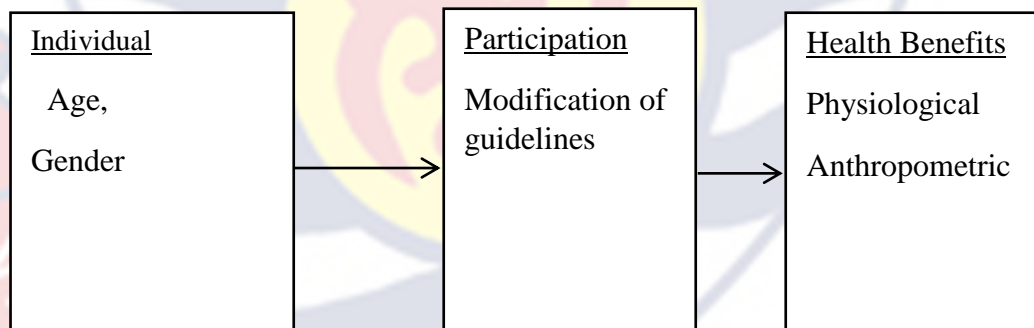 Individual
Age,
Gender
Participation
Modification of
guidelines
Health Benefits
Physiological
Anthropometric